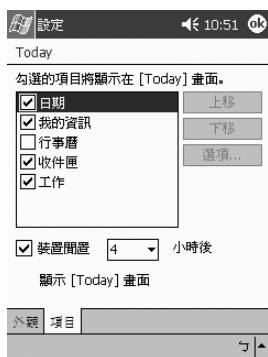 設定 10:51 ok
Today
勾選的項目將顯示在 [Today] 畫面。
日期
我的資訊
行事曆
收件匣
工作
上移
下移
選項...
裝置閒置 4 小時後
顯示 [Today] 畫面
外觀 項目
ㄅ